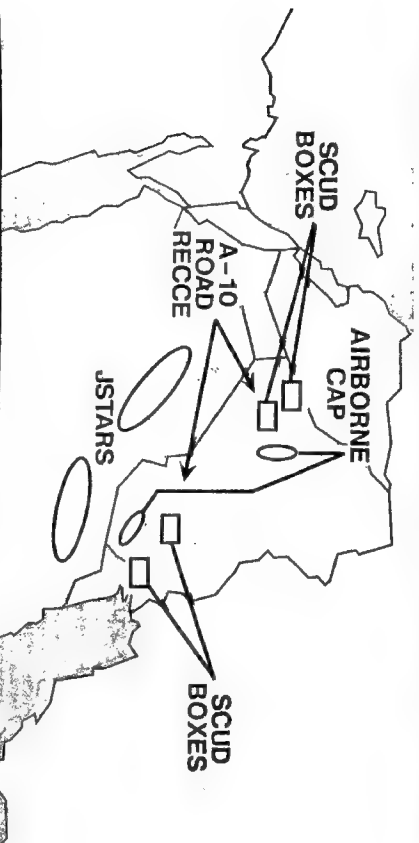 SCUD
BOXES
AIRBORNE
CAP
A-10
ROAD
RECCE
JSTARS
SCUD
BOXES